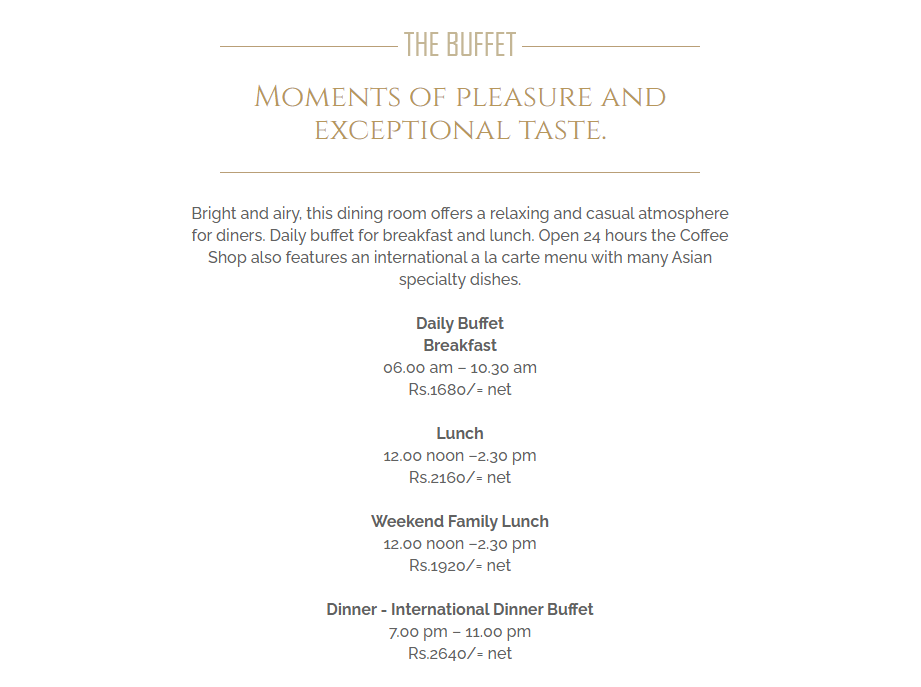 THE BUFFET
Moments of pleasure and
exceptional taste.
Bright and airy, this dining room offers a relaxing and casual atmosphere
for diners. Daily buffet for breakfast and lunch. Open 24 hours the Coffee
Shop also features an international a la carte menu with many Asian
specialty dishes.
Daily Buffet
Breakfast
06.00 am – 10.30 am
Rs.1680/= net
Lunch
12.00 noon –2.30 pm
Rs.2160/= net
Weekend Family Lunch
12.00 noon –2.30 pm
Rs.1920/= net
Dinner - International Dinner Buffet
7.00 pm – 11.00 pm
Rs.2640/= net